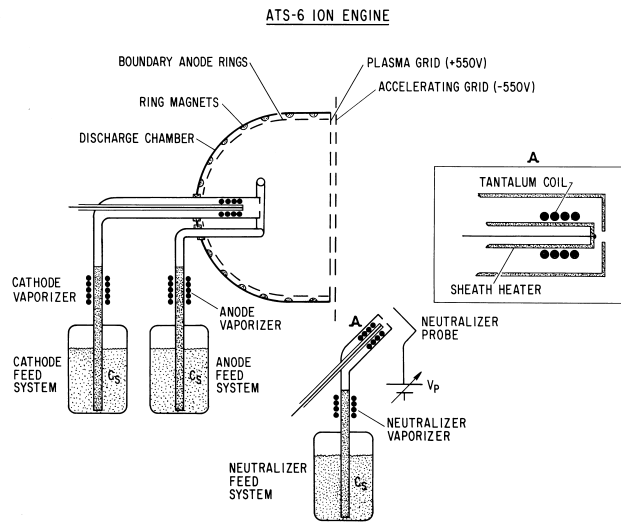 ATS-6 ION ENGINE
BOUNDARY ANODE RINGS
PLASMA GRID (+550V)
ACCELERATING GRID (-550V)
RING MAGNETS
DISCHARGE CHAMBER
A
TANTALUM COIL
SHEATH HEATER
CATHODE
VAPORIZER
ANODE
VAPORIZER
A
NEUTRALIZER
PROBE
CATHODE
FEED
SYSTEM
CS
CS
ANODE
FEED
SYSTEM
VP
NEUTRALIZER
VAPORIZER
NEUTRALIZER
FEED
SYSTEM
CS